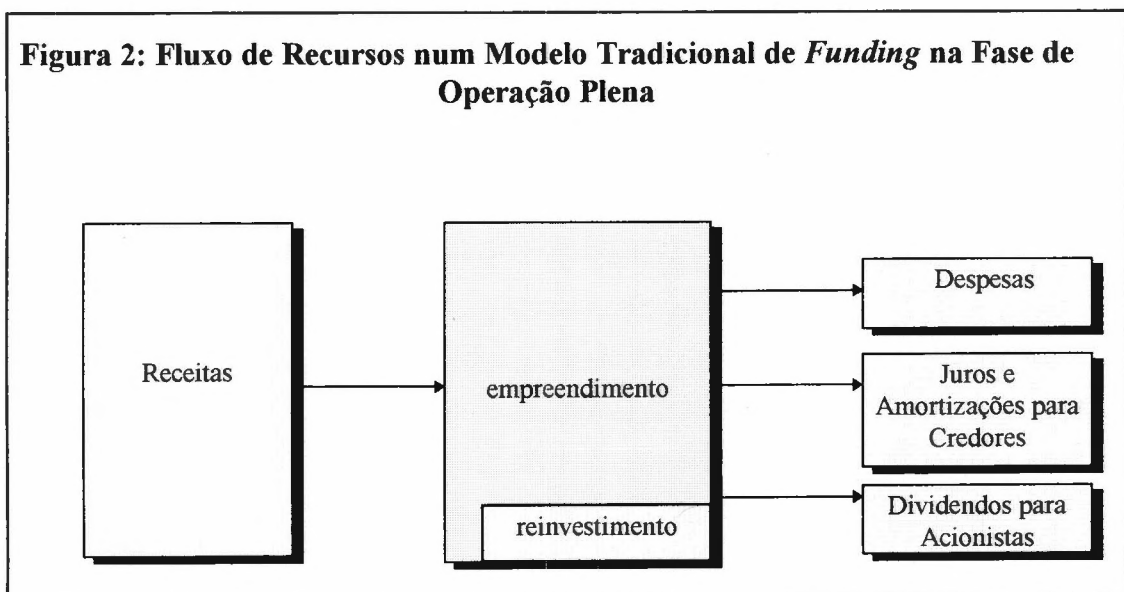 Figura 2: Fluxo de Recursos num Modelo Tradicional de Funding na Fase de
Operação Plena
Receitas
empreendimento
reinvestimento
Despesas
Juros e
Amortizações para
Credores
Dividendos para
Acionistas